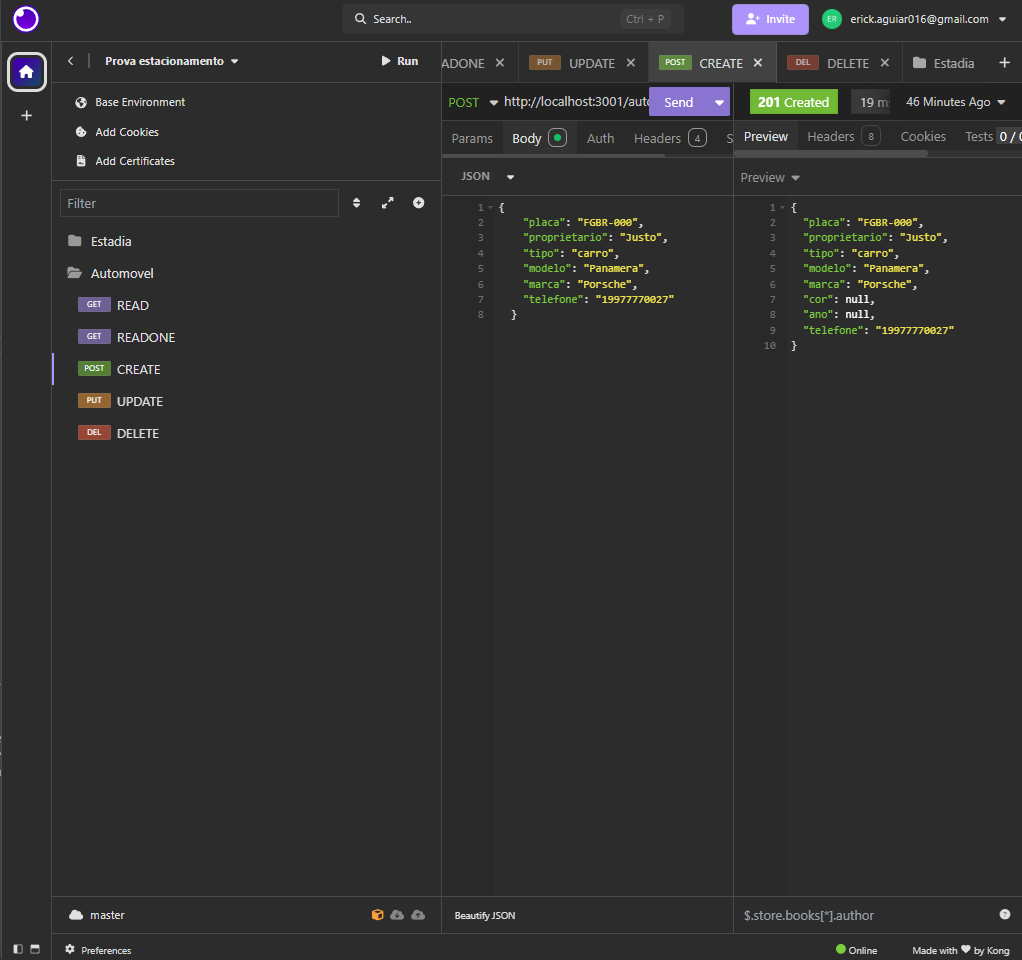 Search..
Ctrl + P
Invite
ER
erick.aguiar016@gmail.com
Prova estacionamento
Run
ADONE
PUT UPDATE
POST CREATE
DEL DELETE
Estadia
Base Environment
Add Cookies
Add Certificates
POST
http://localhost:3001/auto
Send
201 Created
19 ms
46 Minutes Ago
Params
Body
Auth
Headers 4
S
Preview
Headers 8
Cookies
Tests 0 / 0
JSON
Preview
Filter
Estadia
Automovel
GET READ
GET READONE
POST CREATE
PUT UPDATE
DEL DELETE
1 {
2 "placa": "FGBR-000",
3 "proprietario": "Justo",
4 "tipo": "carro",
5 "modelo": "Panamera",
6 "marca": "Porsche",
7 "telefone": "19977770027"
8 }
1 {
2 "placa": "FGBR-000",
3 "proprietario": "Justo",
4 "tipo": "carro",
5 "modelo": "Panamera",
6 "marca": "Porsche",
7 "cor": null,
8 "ano": null,
9 "telefone": "19977770027"
10 }
master
Beautify JSON
$.store.books[*].author
Preferences
Online
Made with ♥ by Kong